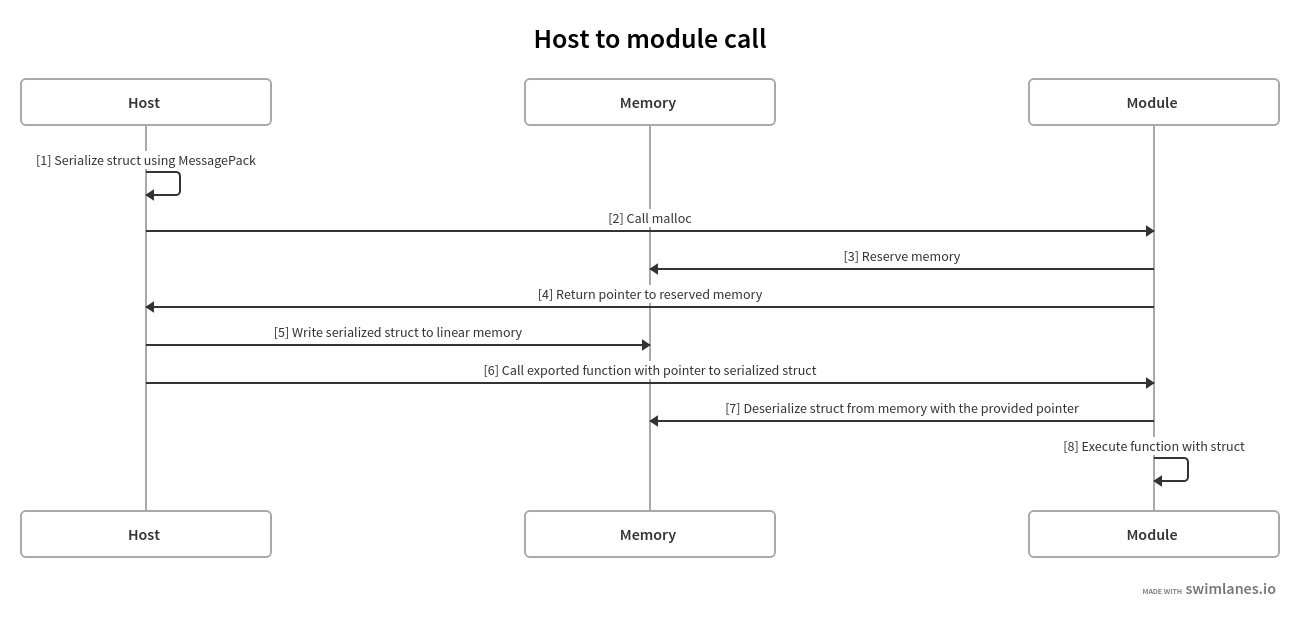 Host to module call
Host
Memory
Module
[1] Serialize struct using MessagePack
[2] Call malloc
[3] Reserve memory
[4] Return pointer to reserved memory
[5] Write serialized struct to linear memory
[6] Call exported function with pointer to serialized struct
[7] Deserialize struct from memory with the provided pointer
[8] Execute function with struct
Host
Memory
Module
MADE WITH swimlanes.io